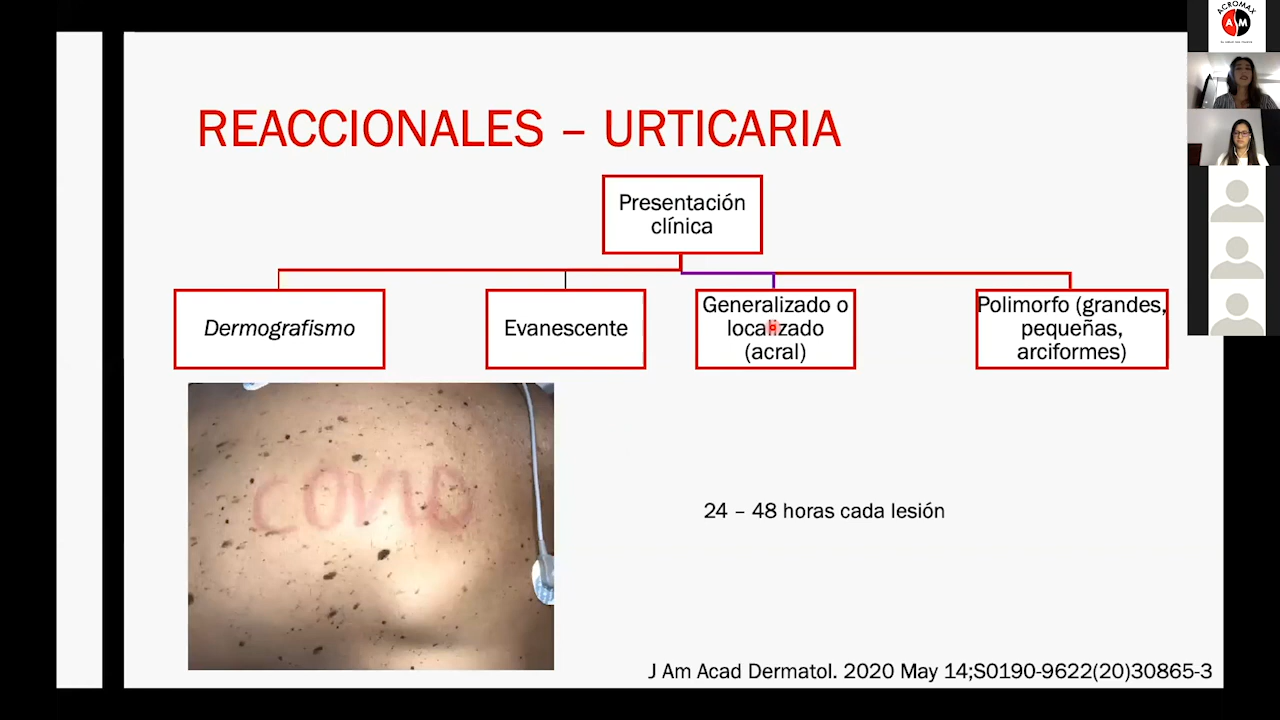 ACROMAX
AM
REACCIONALES – URTICARIA
Presentación
clínica
Dermografismo
Evanescente
Generalizado o
localizado
(acral)
Polimorfo (grandes,
pequeñas,
arciformes)
COVID
24 – 48 horas cada lesión
J Am Acad Dermatol. 2020 May 14;S0190-9622(20)30865-3